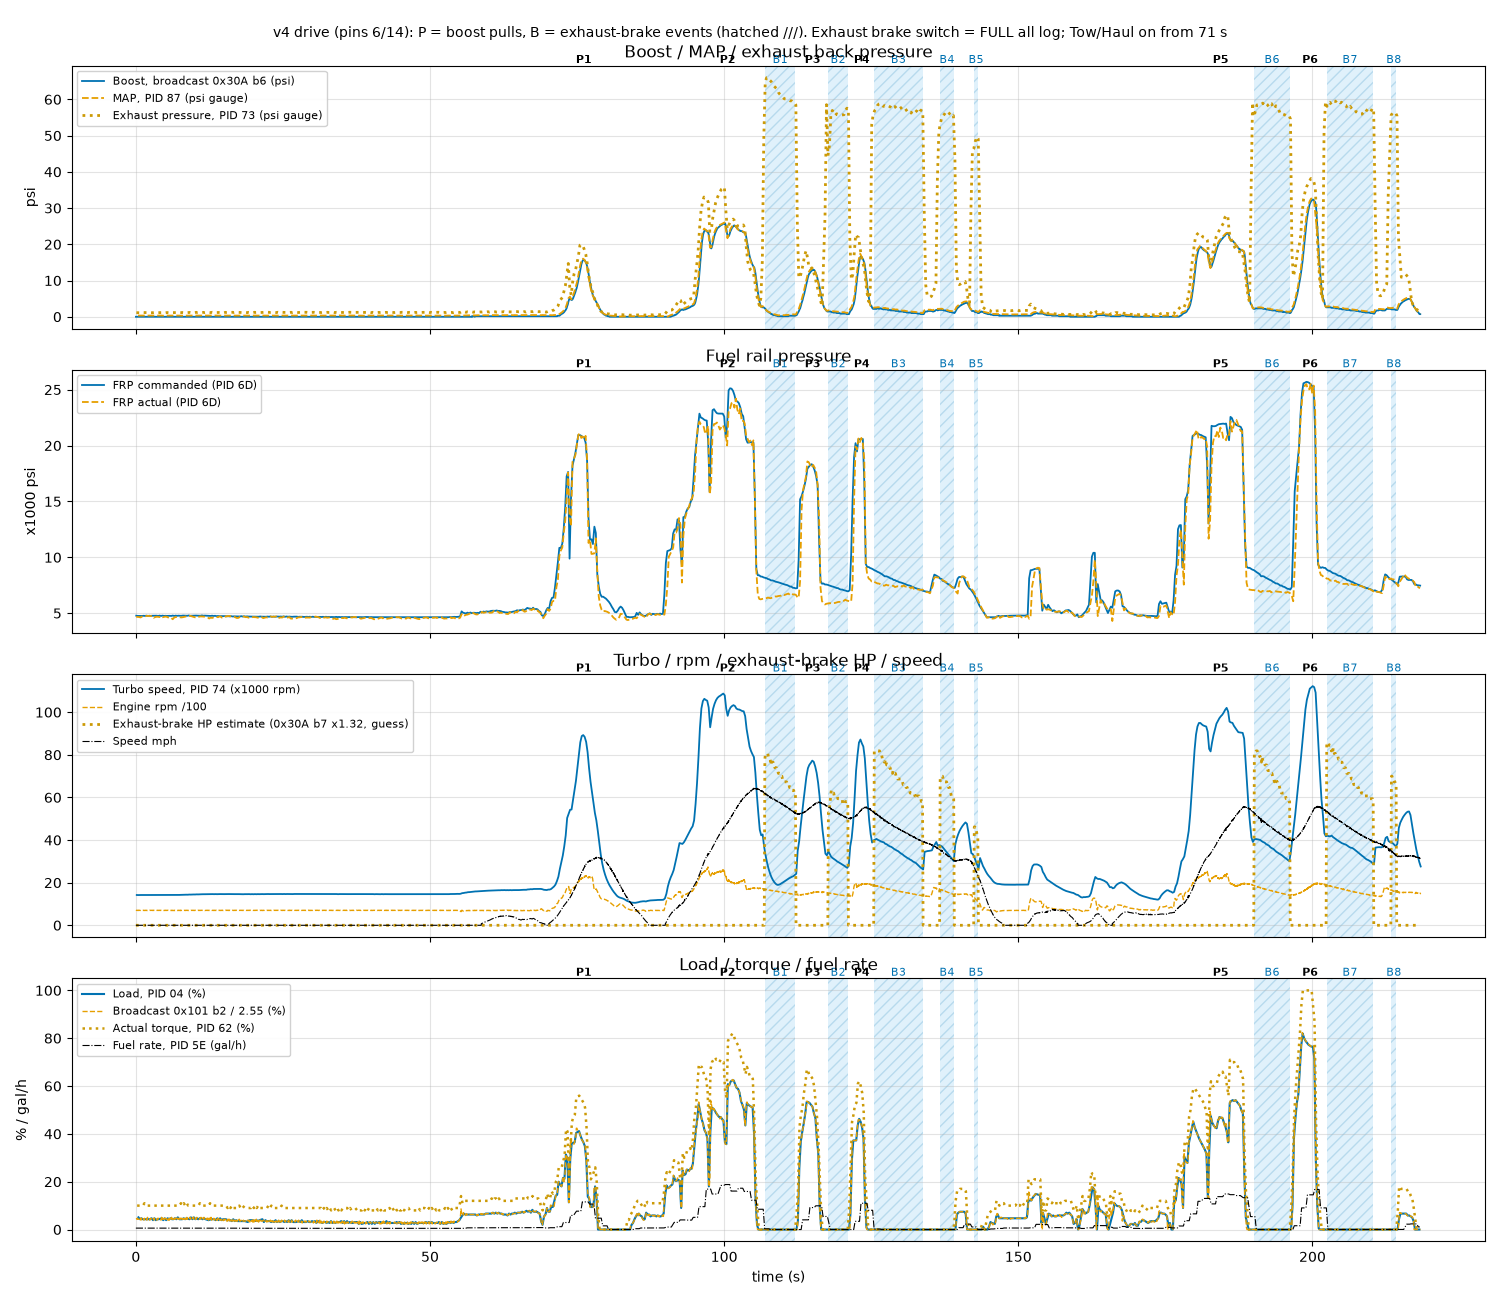 v4 drive (pins 6/14): P = boost pulls, B = exhaust-brake events (hatched ///). Exhaust brake switch = FULL all log; Tow/Haul on from 71 s
Boost / MAP / exhaust back pressure
P1 P2 B1 P3 B2 P4 B3 B4 B5 P5 B6 P6 B7 B8
Boost, broadcast 0x30A b6 (psi)
MAP, PID 87 (psi gauge)
Exhaust pressure, PID 73 (psi gauge)
60
50
40
30
20
10
0
psi
Fuel rail pressure
P1 P2 B1 P3 B2 P4 B3 B4 B5 P5 B6 P6 B7 B8
FRP commanded (PID 6D)
FRP actual (PID 6D)
25
20
15
10
5
x1000 psi
Turbo / rpm / exhaust-brake HP / speed
P1 P2 B1 P3 B2 P4 B3 B4 B5 P5 B6 P6 B7 B8
Turbo speed, PID 74 (x1000 rpm)
Engine rpm /100
Exhaust-brake HP estimate (0x30A b7 x1.32, guess)
Speed mph
100
80
60
40
20
0
Load / torque / fuel rate
P1 P2 B1 P3 B2 P4 B3 B4 B5 P5 B6 P6 B7 B8
Load, PID 04 (%)
Broadcast 0x101 b2 / 2.55 (%)
Actual torque, PID 62 (%)
Fuel rate, PID 5E (gal/h)
100
80
60
40
20
0
% / gal/h
0 50 100 150 200
time (s)